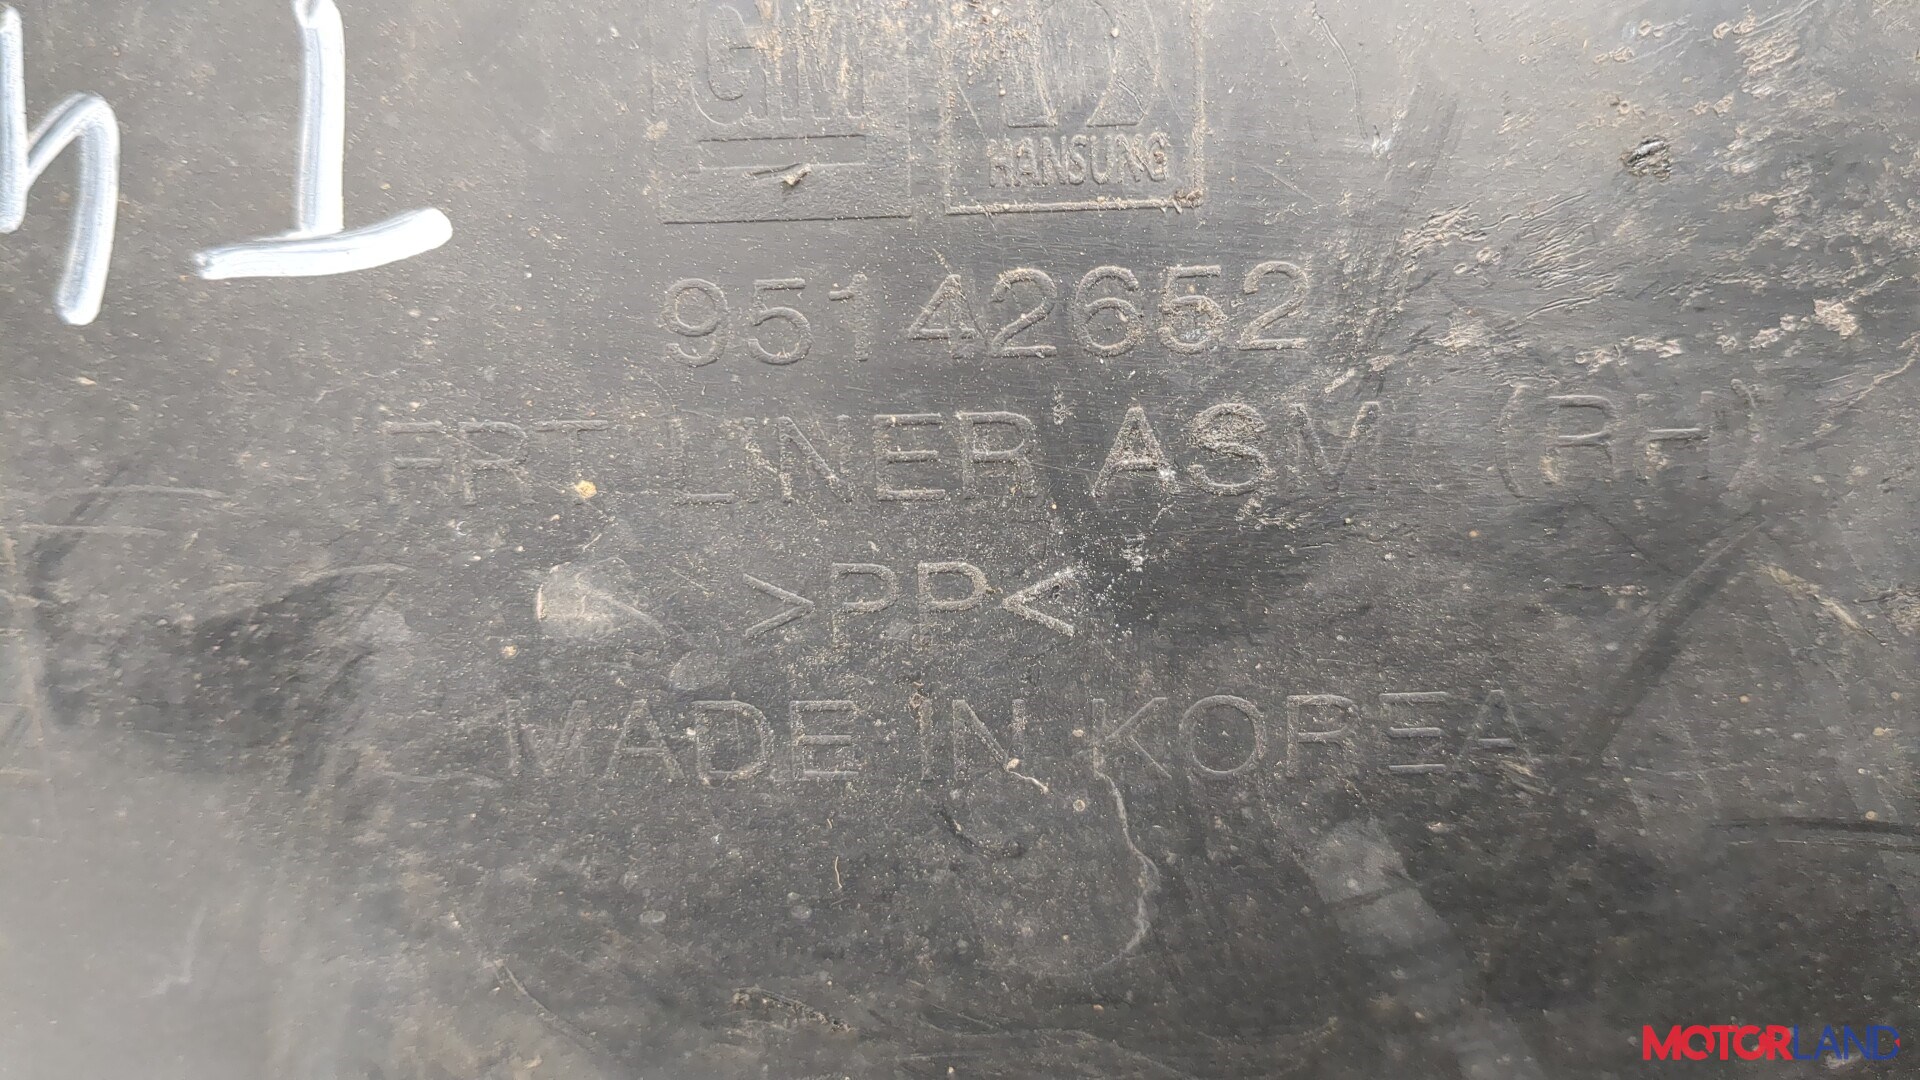 GM
HANSUNG
95142652
FRT LINER ASM (RH)
>PP<
MADE IN KOREA
MOTORLAND